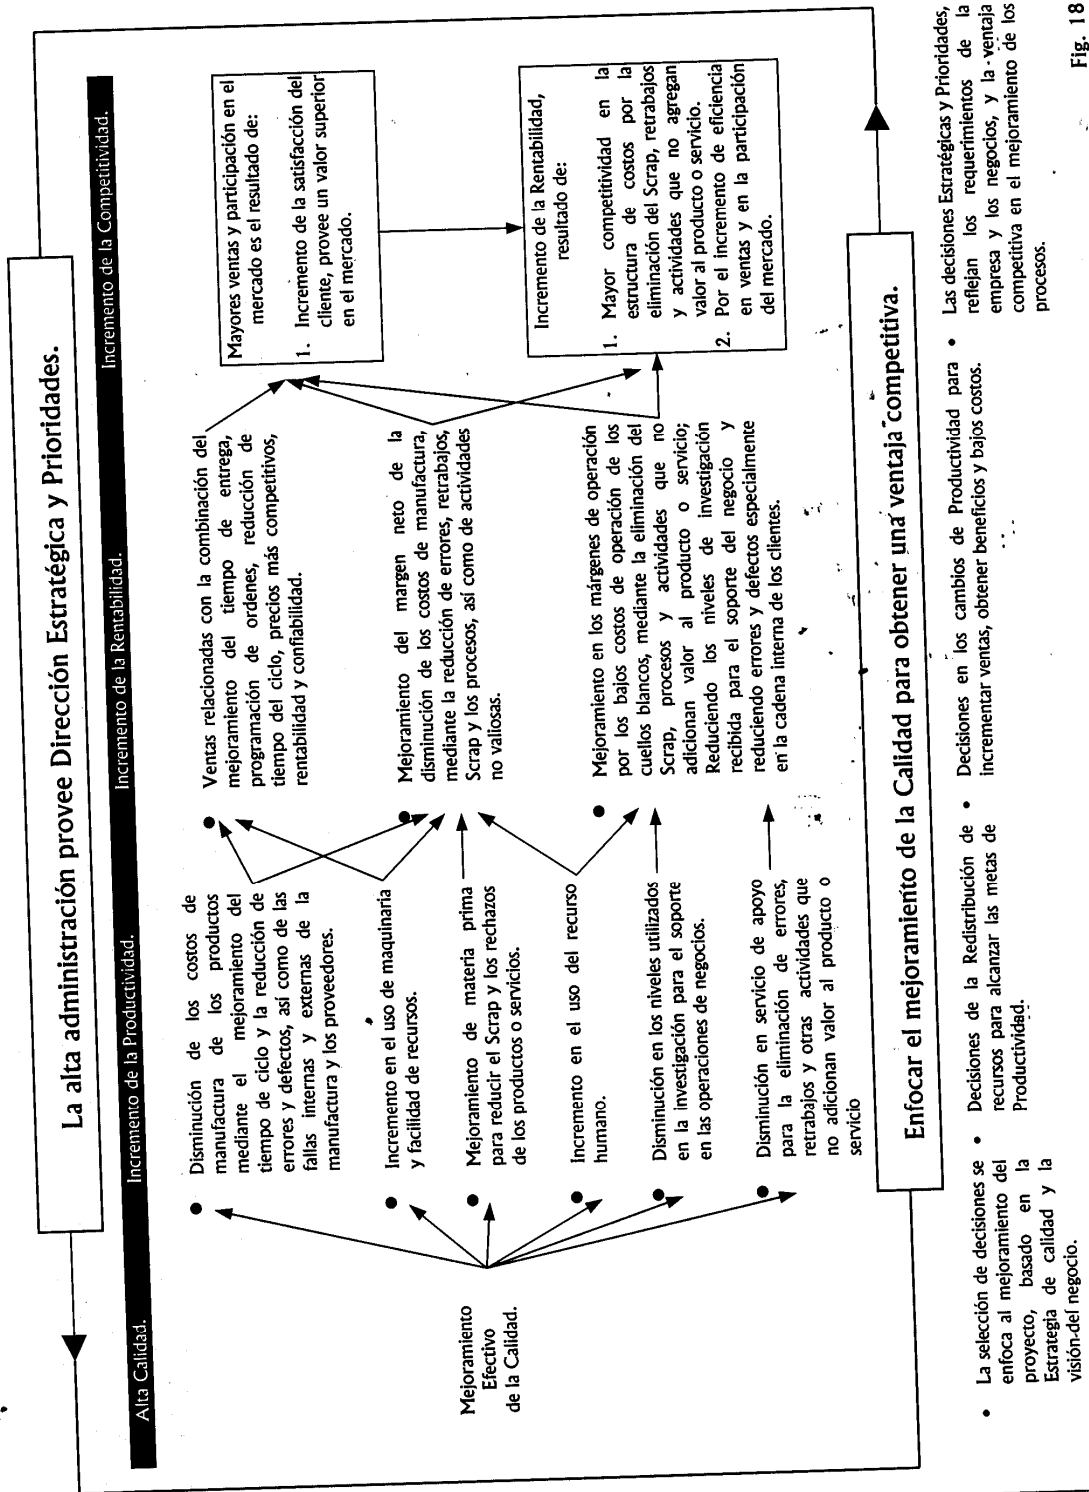 La alta administración provee Dirección Estratégica y Prioridades.
Alta Calidad.
Incremento de la Productividad.
Incremento de la Rentabilidad.
Incremento de la Competitividad.
Mejoramiento
Efectivo
de la Calidad.
• Disminución de los costos de
manufactura de los productos
mediante el mejoramiento del
tiempo de ciclo y la reducción de
errores y defectos, así como de las
fallas internas y externas de la
manufactura y los proveedores.
• Incremento en el uso de maquinaria
y facilidad de recursos.
• Mejoramiento de materia prima
para reducir el Scrap y los rechazos
de los productos o servicios.
• Incremento en el uso del recurso
humano.
• Disminución en los niveles utilizados
en la investigación para el soporte
en las operaciones de negocios.
• Disminución en servicio de apoyo
para la eliminación de errores,
retrabajos y otras actividades que
no adicionan valor al producto o
servicio
• Ventas relacionadas con la combinación del
mejoramiento del tiempo de entrega,
programación de ordenes, reducción de
tiempo del ciclo, precios más competitivos,
rentabilidad y confiabilidad.
• Mejoramiento del margen neto de la
disminución de los costos de manufactura,
mediante la reducción de errores, retrabajos,
Scrap y los procesos, así como de actividades
no valiosas.
• Mejoramiento en los márgenes de operación
por los bajos costos de operación de los
cuellos blancos, mediante la eliminación del
Scrap, procesos y actividades que no
adicionan valor al producto o servicio;
Reduciendo los niveles de investigación
recibida para el soporte del negocio y
reduciendo errores y defectos especialmente
en la cadena interna de los clientes.
Mayores ventas y participación en el
mercado es el resultado de:
1. Incremento de la satisfacción del
cliente, provee un valor superior
en el mercado.
Incremento de la Rentabilidad,
resultado de:
1. Mayor competitividad en la
estructura de costos por la
eliminación del Scrap, retrabajos
y actividades que no agregan
valor al producto o servicio.
2. Por el incremento de eficiencia
en ventas y en la participación
del mercado.
Enfocar el mejoramiento de la Calidad para obtener una ventaja competitiva.
• La selección de decisiones se
enfoca al mejoramiento del
proyecto, basado en la
Estrategia de calidad y la
visión del negocio.
• Decisiones de la Redistribución de
recursos para alcanzar las metas de
Productividad.
• Decisiones en los cambios de Productividad para
incrementar ventas, obtener beneficios y bajos costos.
• Las decisiones Estratégicas y Prioridades,
reflejan los requerimientos de la
empresa y los negocios, y la ventaja
competitiva en el mejoramiento de los
procesos.
Fig. 18